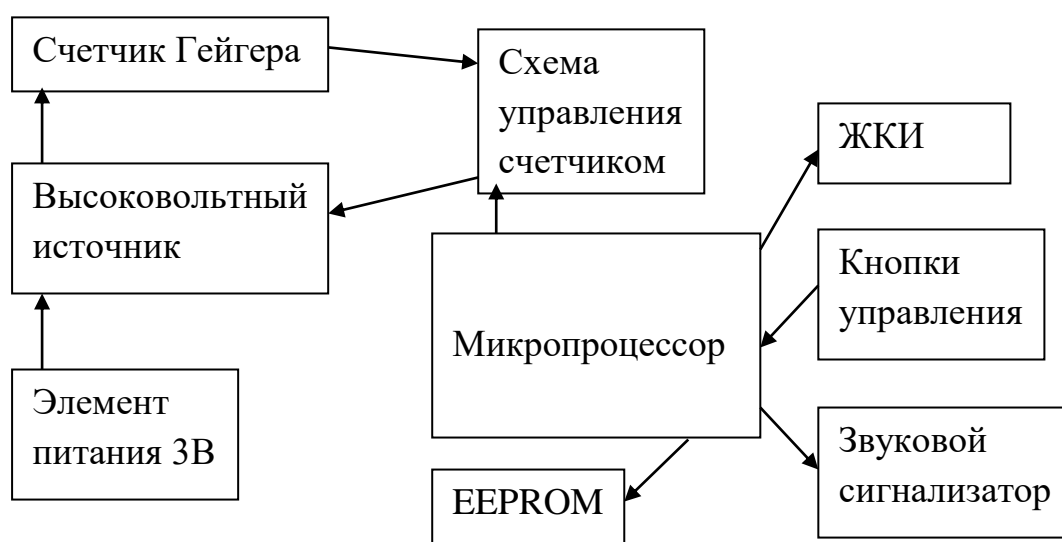 Счетчик Гейгера
Схема
управления
счетчиком
ЖКИ
Высоковольтный
источник
Кнопки
управления
Микропроцессор
Элемент
питания 3В
Звуковой
сигнализатор
EEPROM